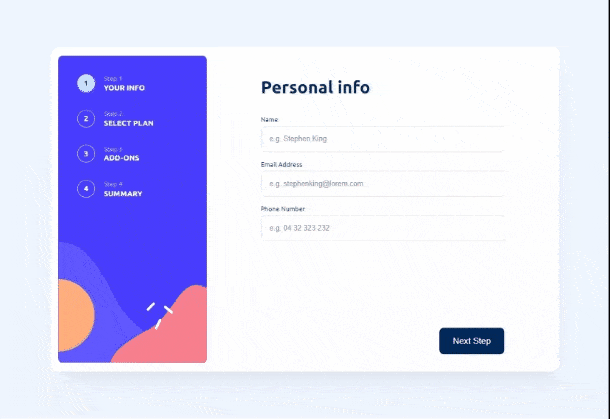 1
Step 1
YOUR INFO
2
Step 2
SELECT PLAN
3
Step 3
ADD-ONS
4
Step 4
SUMMARY
Personal info
Name
e.g. Stephen King
Email Address
e.g. stephenking@lorem.com
Phone Number
e.g. 04 32 323 232
Next Step